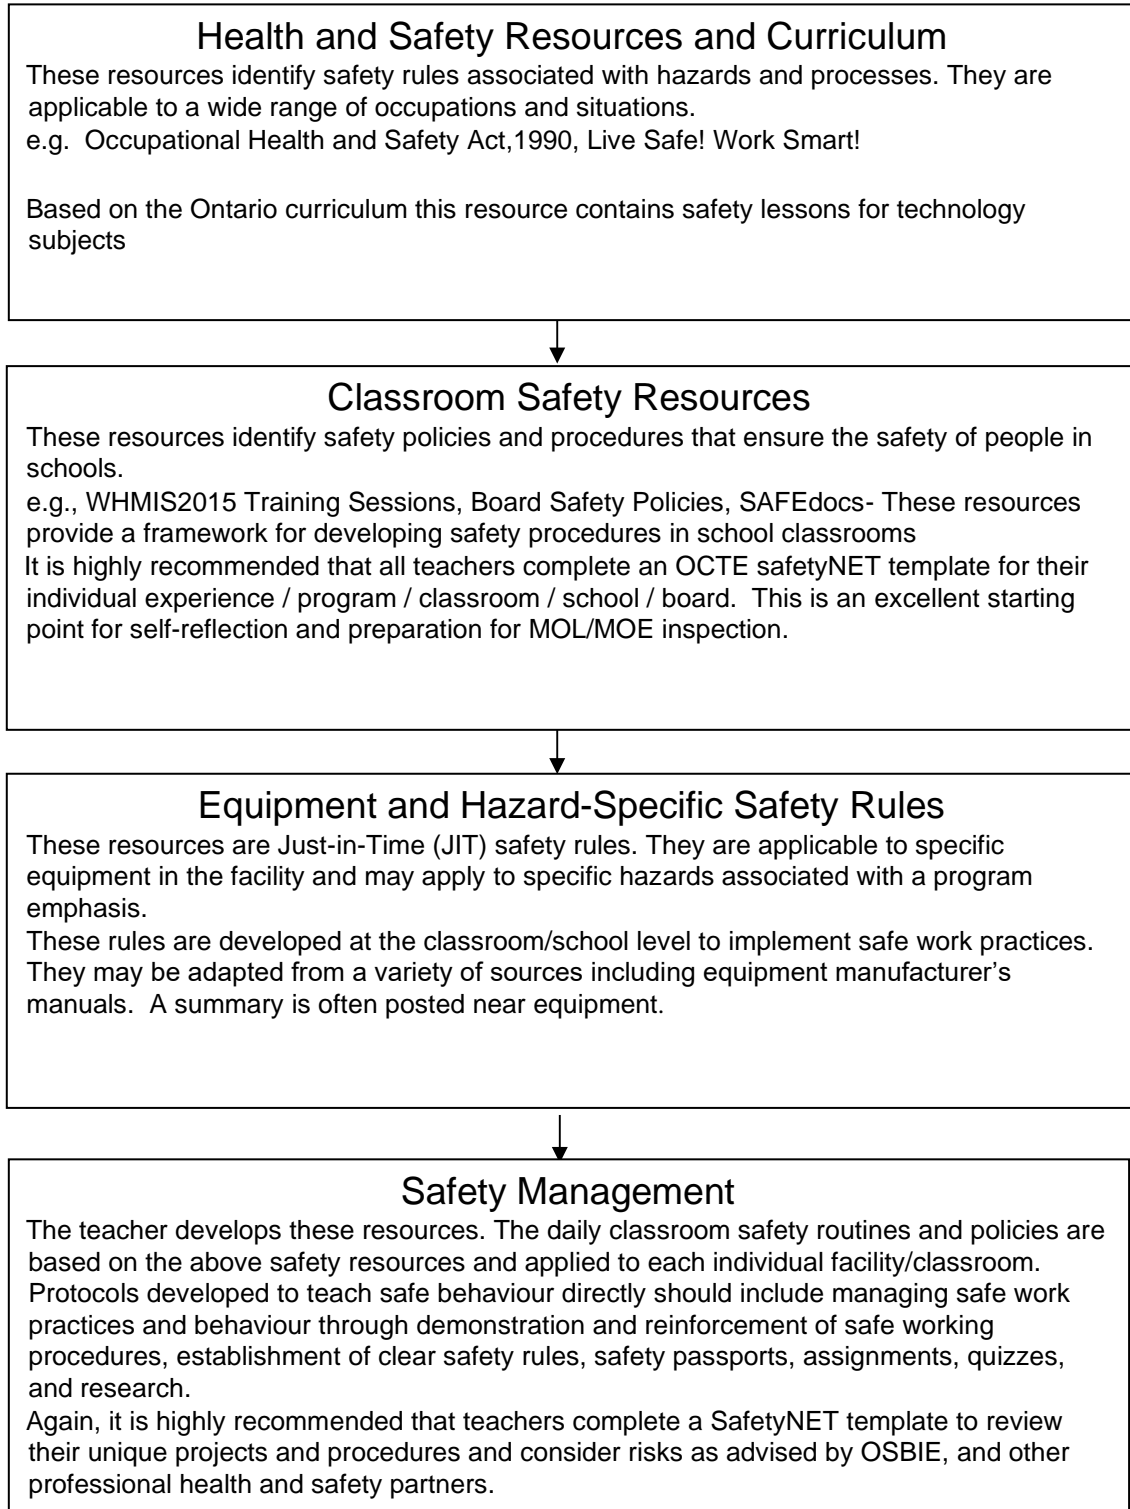 Health and Safety Resources and Curriculum
These resources identify safety rules associated with hazards and processes. They are
applicable to a wide range of occupations and situations.
e.g.  Occupational Health and Safety Act,1990, Live Safe! Work Smart!
Based on the Ontario curriculum this resource contains safety lessons for technology
subjects
Classroom Safety Resources
These resources identify safety policies and procedures that ensure the safety of people in
schools.
e.g., WHMIS2015 Training Sessions, Board Safety Policies, SAFEdocs- These resources
provide a framework for developing safety procedures in school classrooms
It is highly recommended that all teachers complete an OCTE safetyNET template for their
individual experience / program / classroom / school / board.  This is an excellent starting
point for self-reflection and preparation for MOL/MOE inspection.
Equipment and Hazard-Specific Safety Rules
These resources are Just-in-Time (JIT) safety rules. They are applicable to specific
equipment in the facility and may apply to specific hazards associated with a program
emphasis.
These rules are developed at the classroom/school level to implement safe work practices.
They may be adapted from a variety of sources including equipment manufacturer's
manuals.  A summary is often posted near equipment.
Safety Management
The teacher develops these resources. The daily classroom safety routines and policies are
based on the above safety resources and applied to each individual facility/classroom.
Protocols developed to teach safe behaviour directly should include managing safe work
practices and behaviour through demonstration and reinforcement of safe working
procedures, establishment of clear safety rules, safety passports, assignments, quizzes,
and research.
Again, it is highly recommended that teachers complete a SafetyNET template to review
their unique projects and procedures and consider risks as advised by OSBIE, and other
professional health and safety partners.